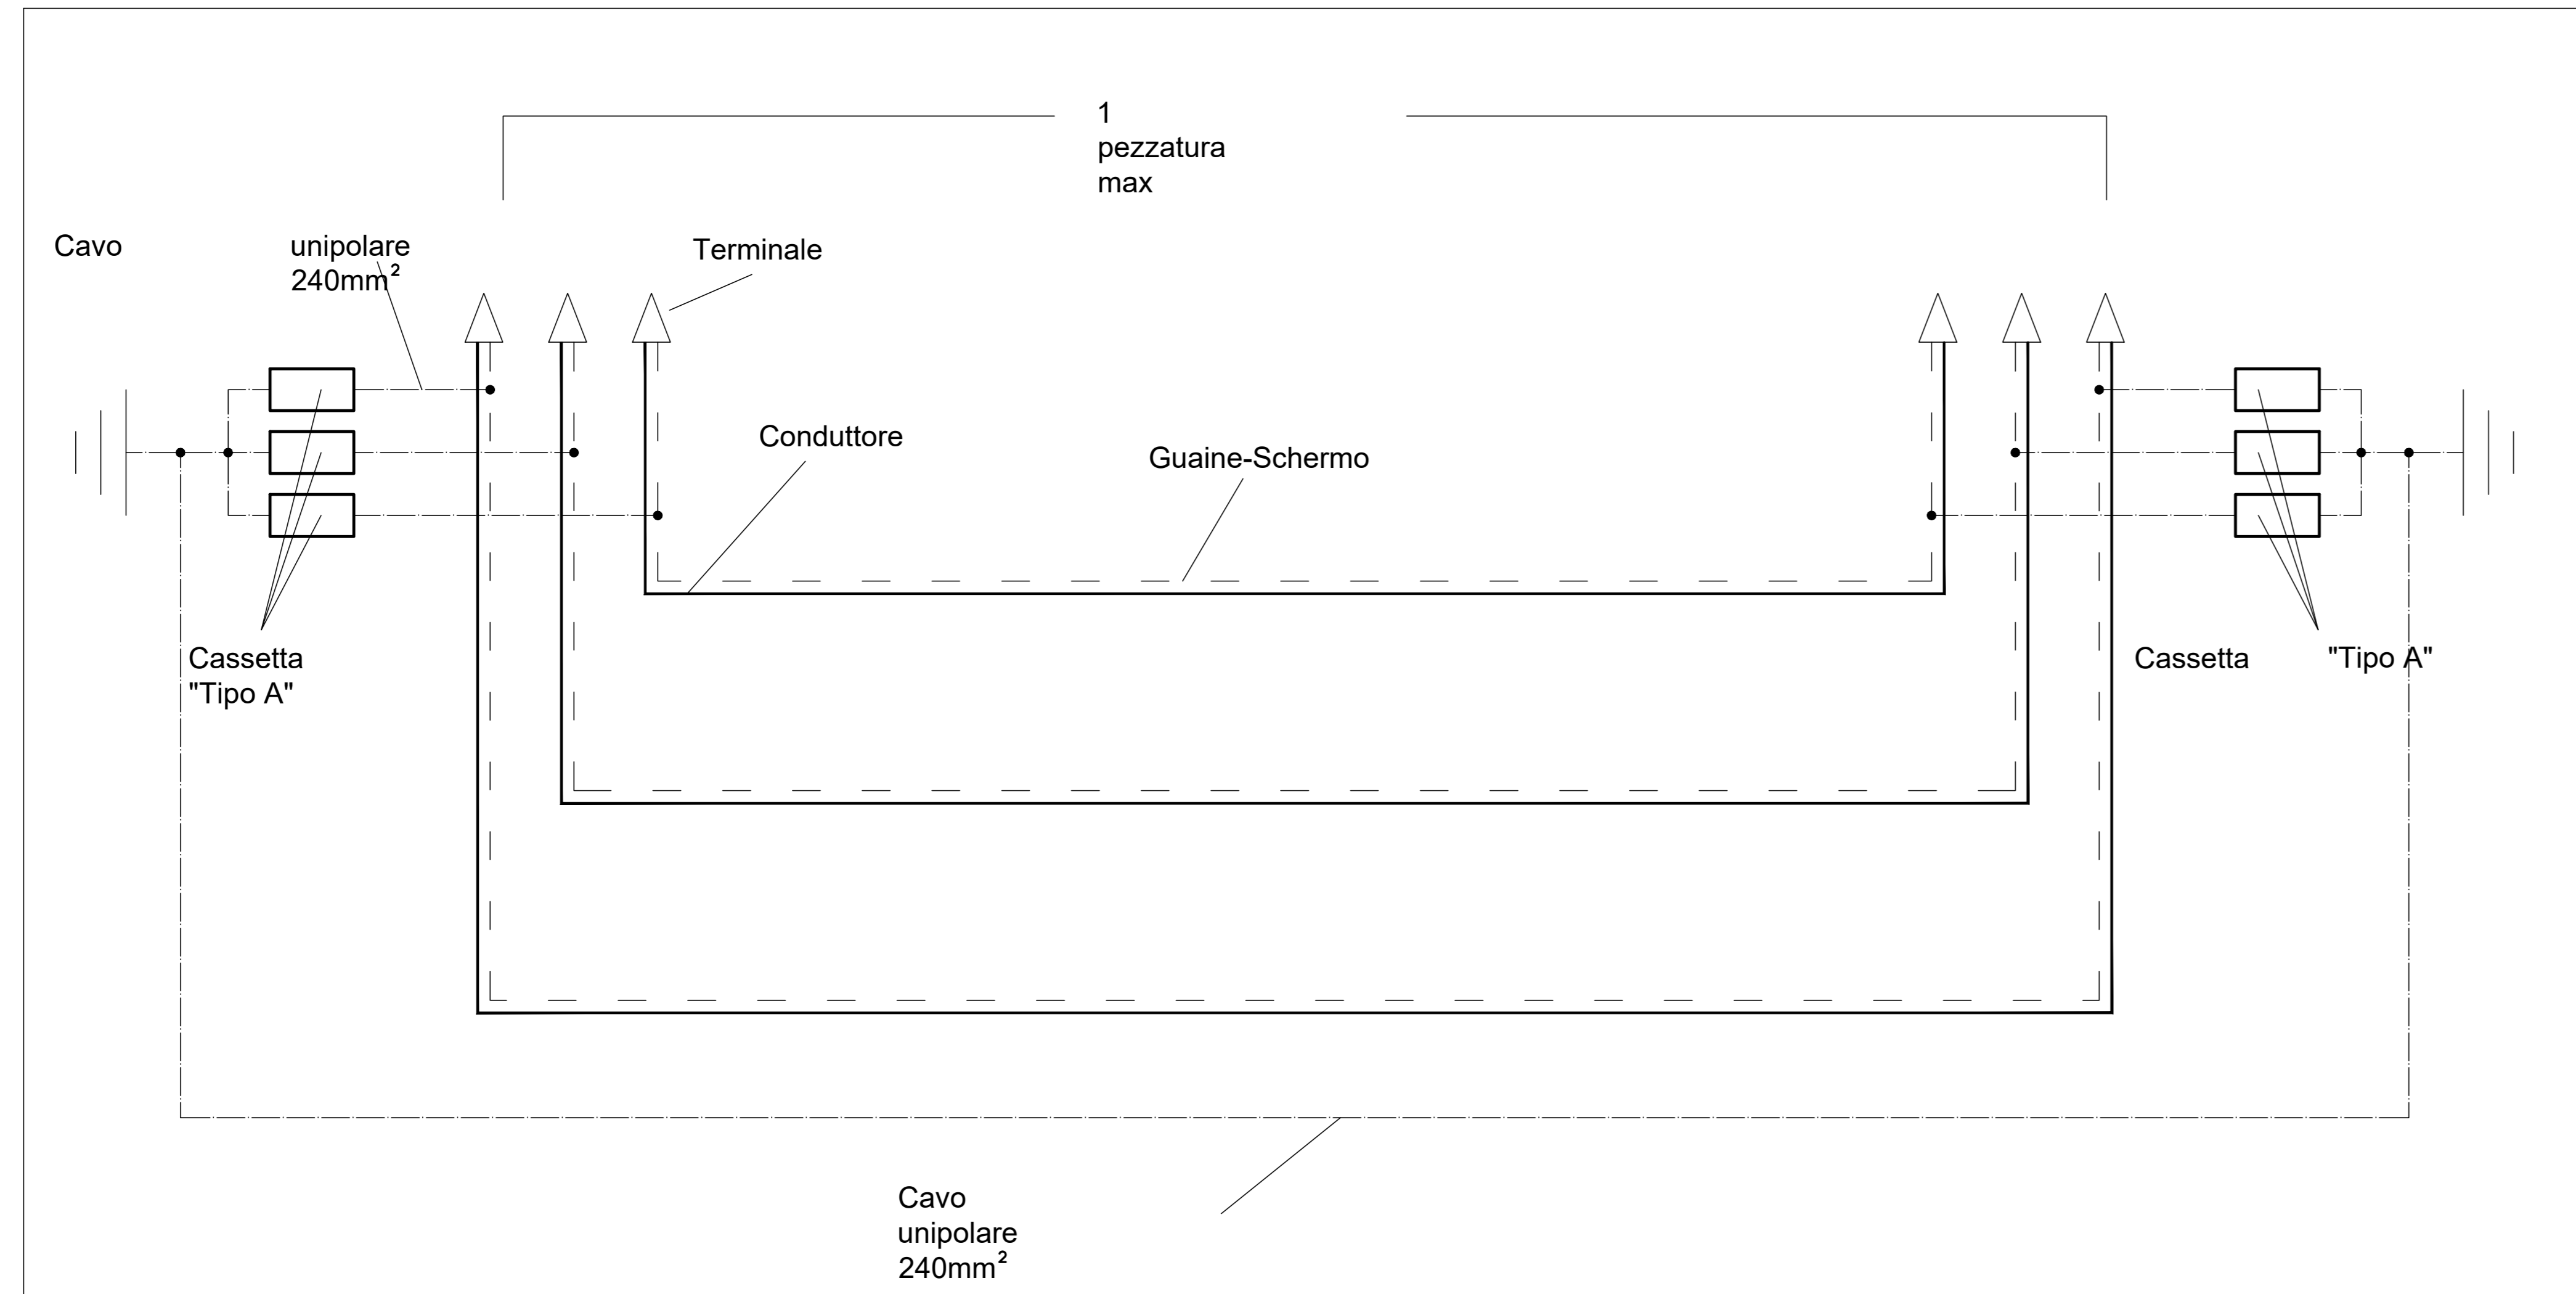 1
pezzatura
max
Cavo unipolare
240mm²
Terminale
Conduttore
Guaine-Schermo
Cassetta
"Tipo A"
Cassetta "Tipo A"
Cavo
unipolare
240mm²